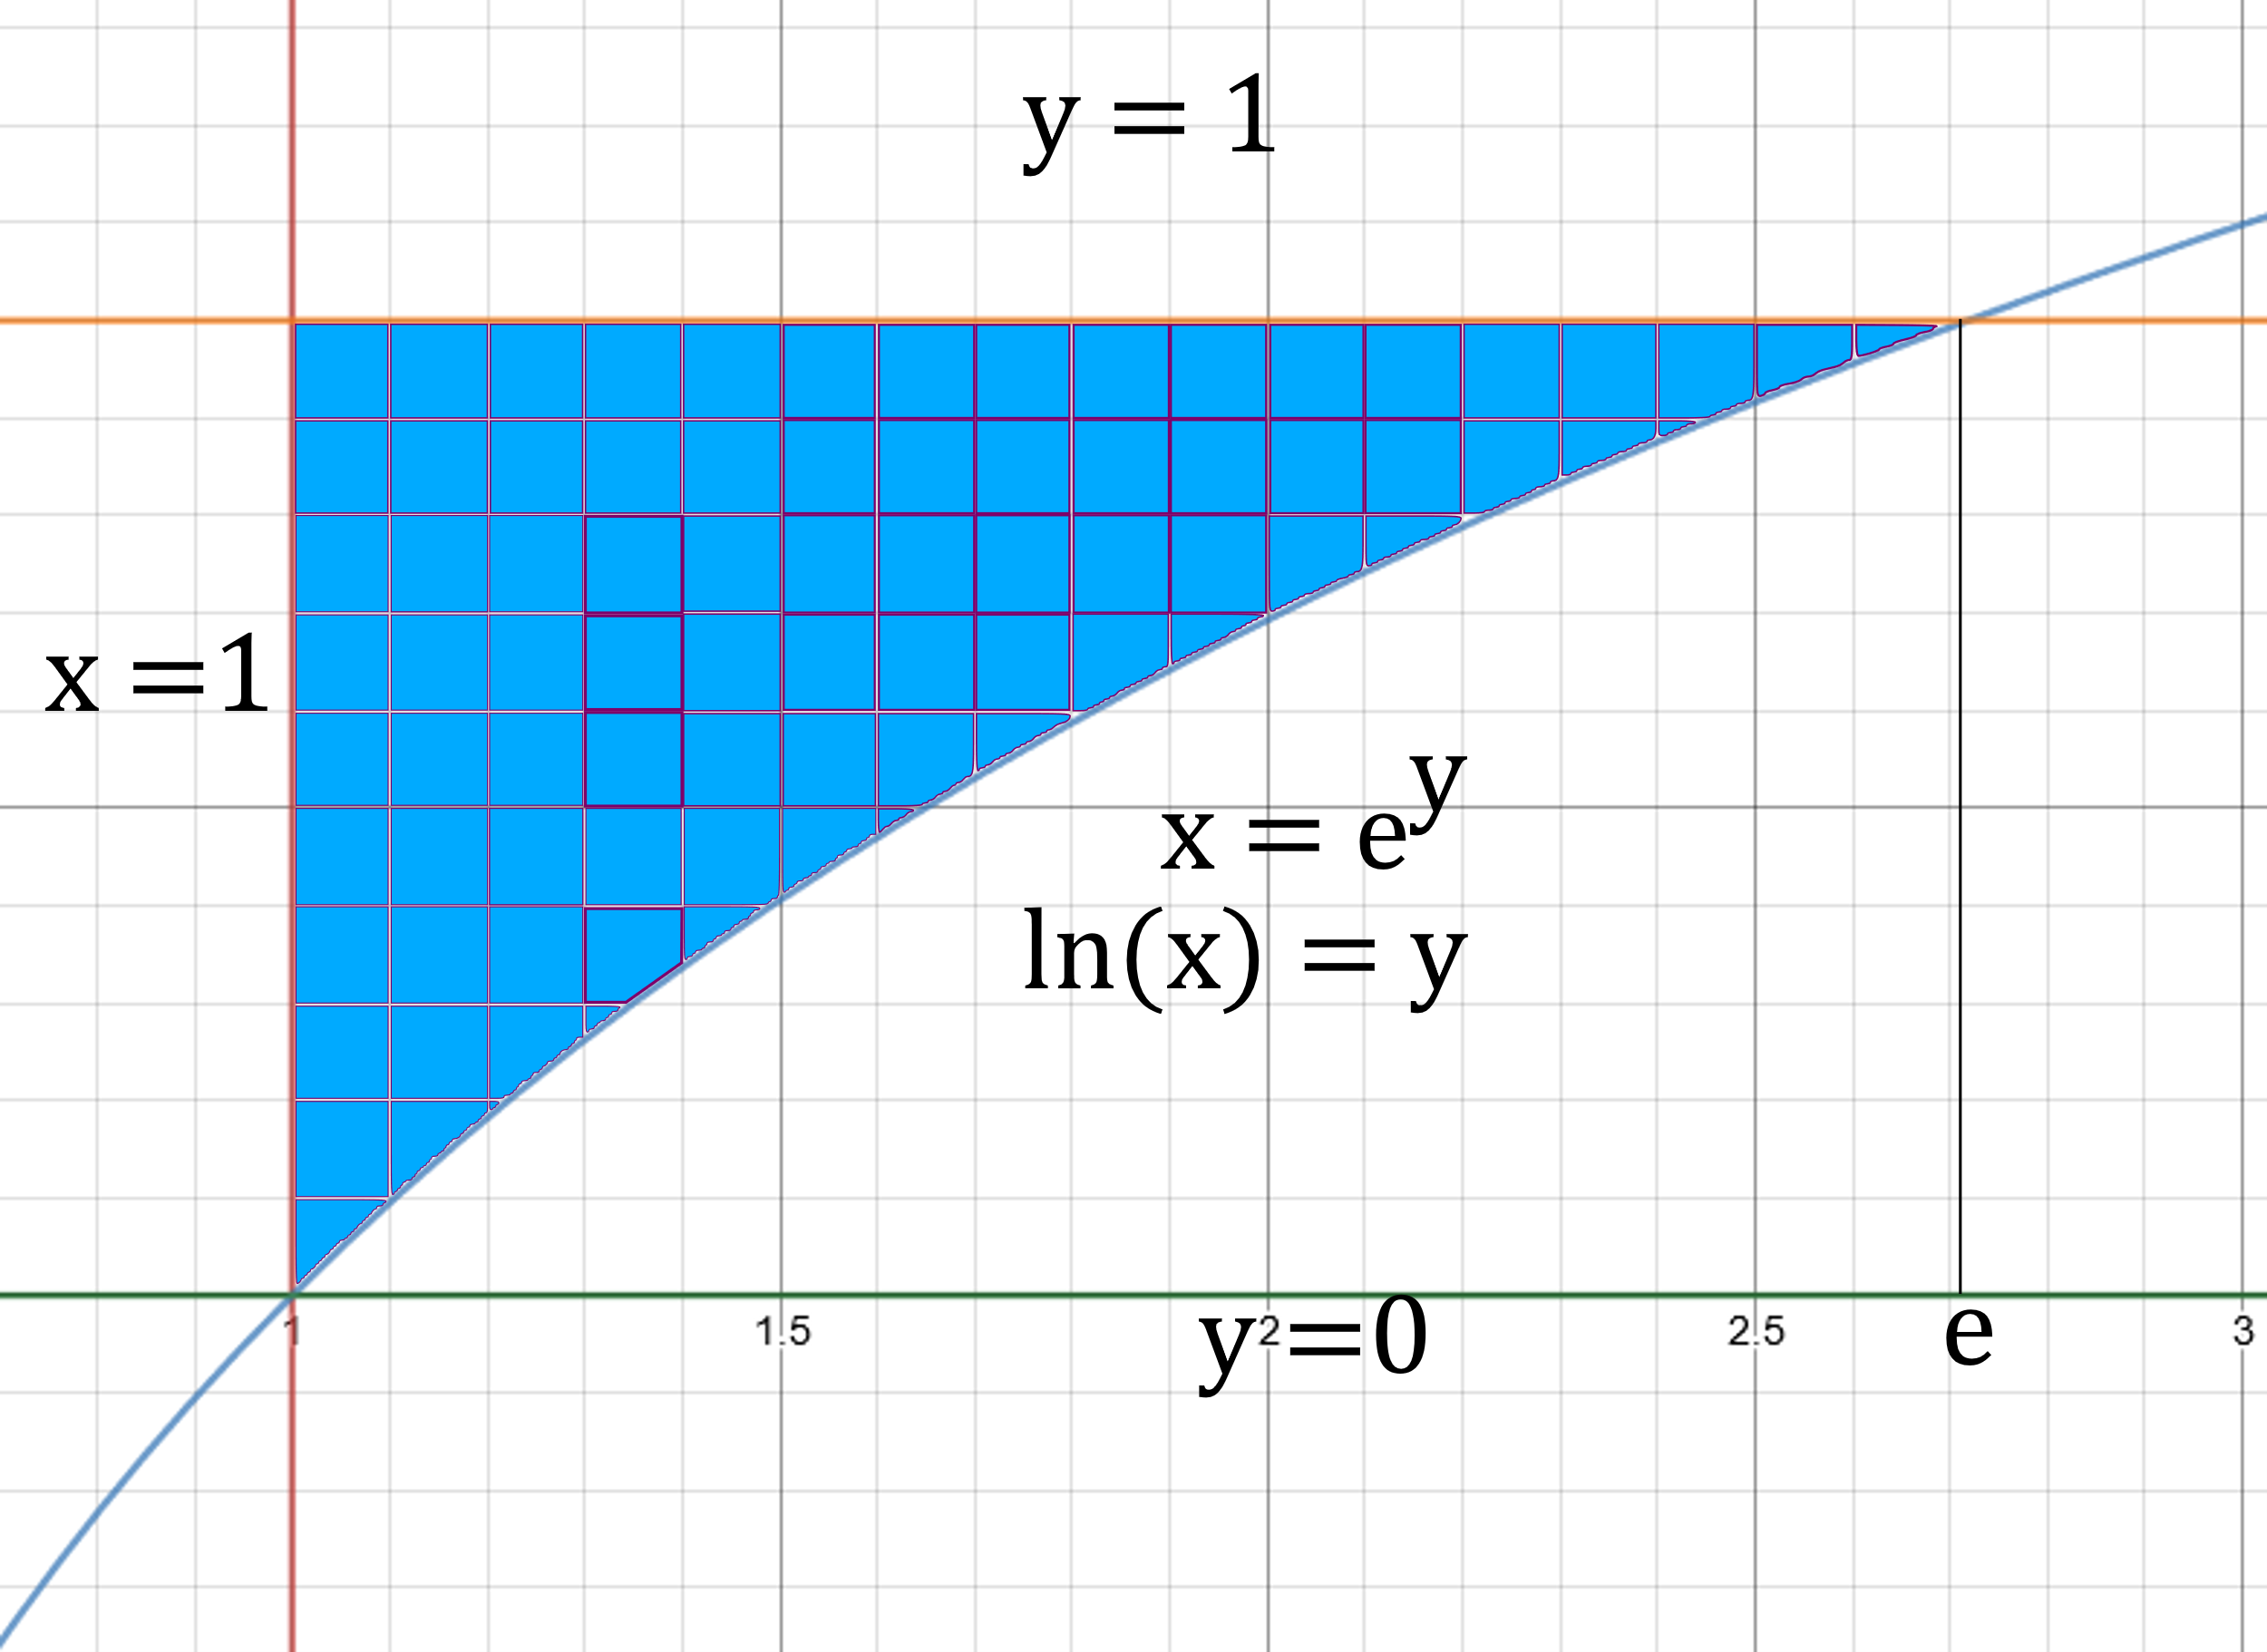 y = 1
x =1
x = e^y
ln(x) = y
1
1.5
2
2.5
3
y =0
e